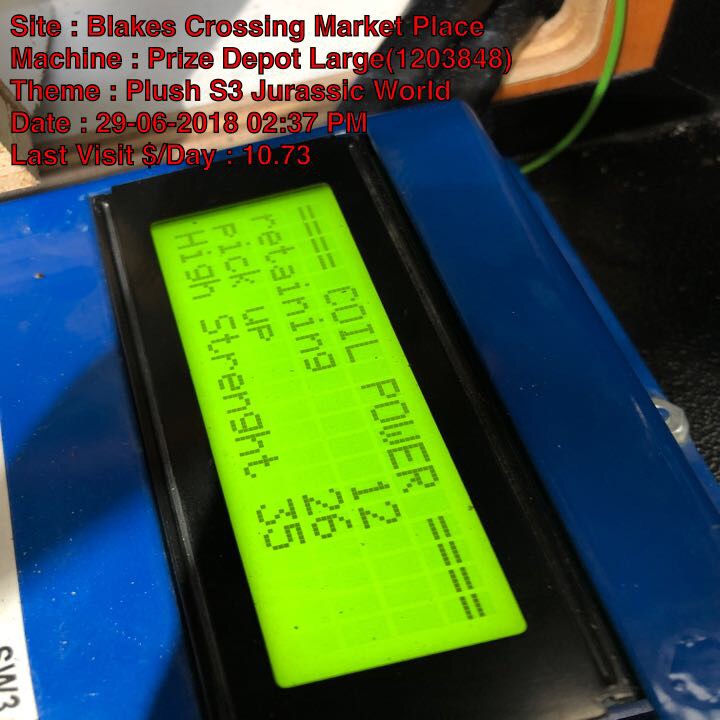 Site : Blakes Crossing Market Place
Machine : Prize Depot Large(1203848)
Theme : Plush S3 Jurassic World
Date : 29-06-2018 02:37 PM
Last Visit $/Day : 10.73
==== COIL POWER ====
retaining 12
Pick up 26
High Strenght 35
SW3